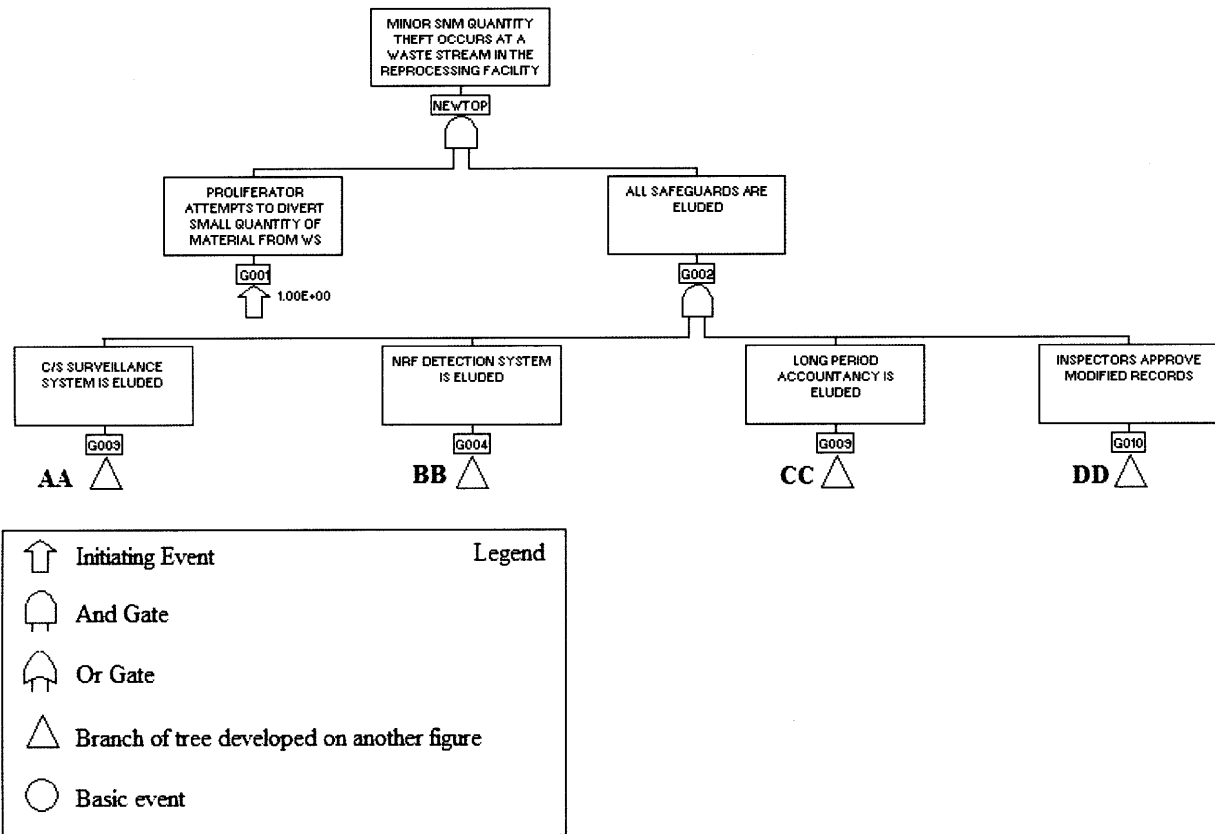 MINOR SNM QUANTITY
THEFT OCCURS AT A
WASTE STREAM IN THE
REPROCESSING FACILITY
NEWTOP
PROLIFERATOR
ATTEMPTS TO DIVERT
SMALL QUANTITY OF
MATERIAL FROM WS
G001
1.00E+00
ALL SAFEGUARDS ARE
ELUDED
G002
C/S SURVEILLANCE
SYSTEM IS ELUDED
G003
AA
NRF DETECTION SYSTEM
IS ELUDED
G004
BB
LONG PERIOD
ACCOUNTANCY IS
ELUDED
G009
CC
INSPECTORS APPROVE
MODIFIED RECORDS
G010
DD
Legend
Initiating Event
And Gate
Or Gate
Branch of tree developed on another figure
Basic event